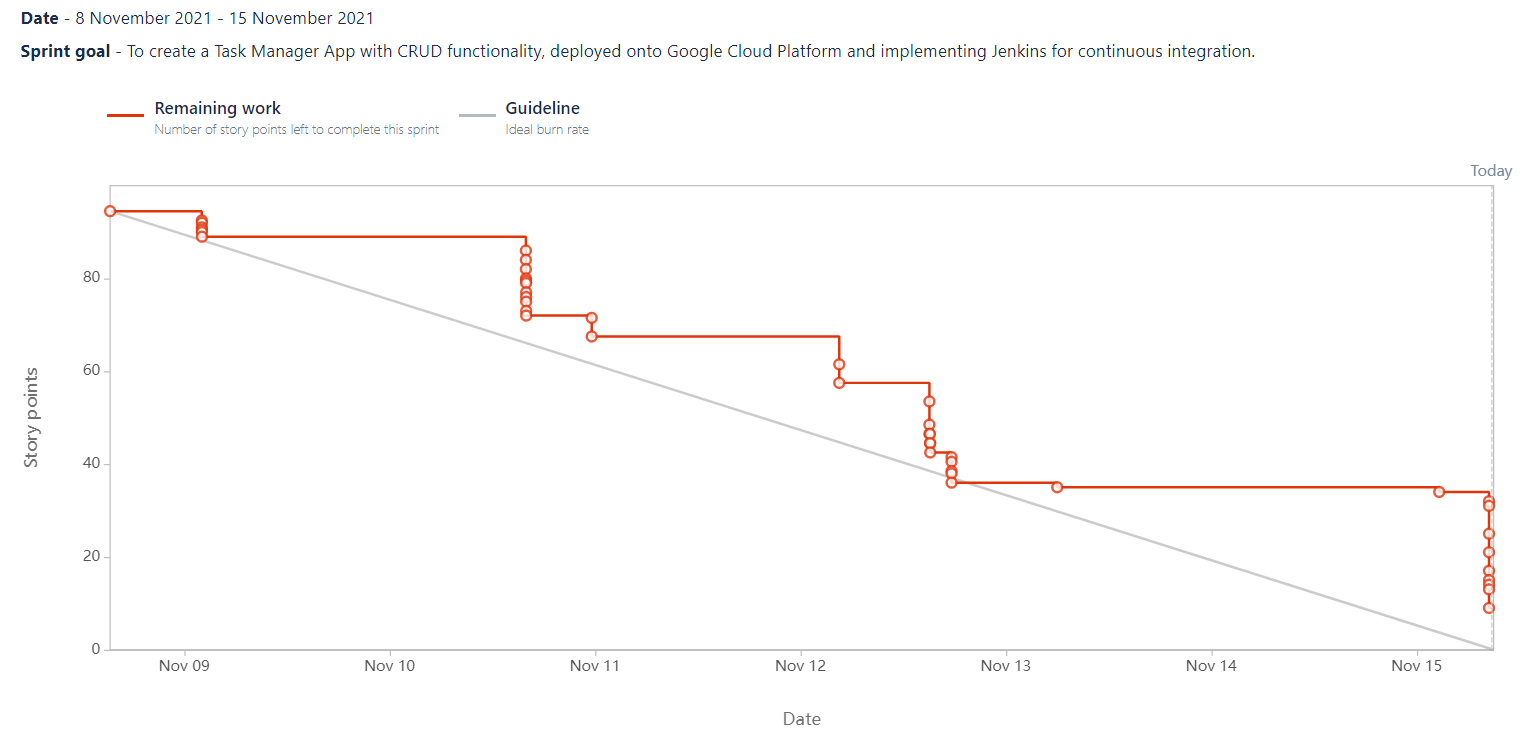 Date - 8 November 2021 - 15 November 2021
Sprint goal - To create a Task Manager App with CRUD functionality, deployed onto Google Cloud Platform and implementing Jenkins for continuous integration.
Remaining work
Number of story points left to complete this sprint
Guideline
Ideal burn rate
Today
Story points
80
60
40
20
0
Nov 09
Nov 10
Nov 11
Nov 12
Nov 13
Nov 14
Nov 15
Date